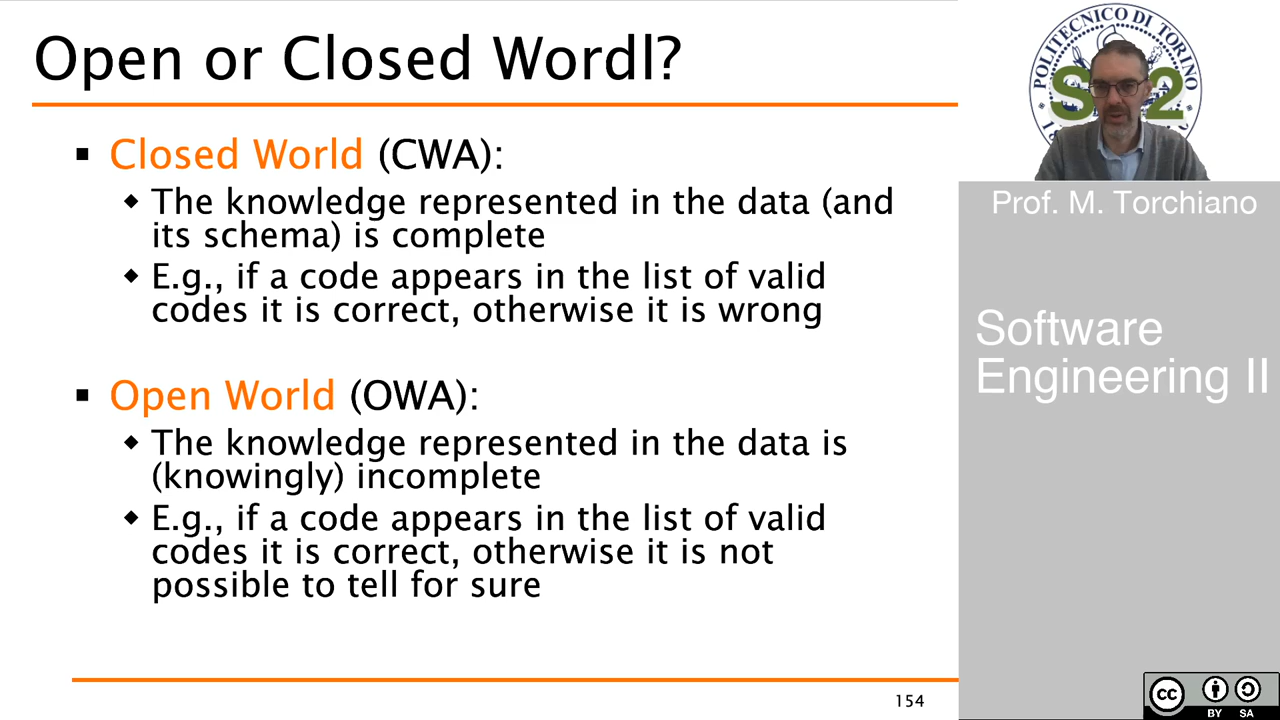 Open or Closed Wordl?
Closed World (CWA):
The knowledge represented in the data (and
its schema) is complete
E.g., if a code appears in the list of valid
codes it is correct, otherwise it is wrong
Open World (OWA):
The knowledge represented in the data is
(knowingly) incomplete
E.g., if a code appears in the list of valid
codes it is correct, otherwise it is not
possible to tell for sure
154
POLITECNICO DI TORINO
S 2
Prof. M. Torchiano
Software
Engineering II
cc
BY SA